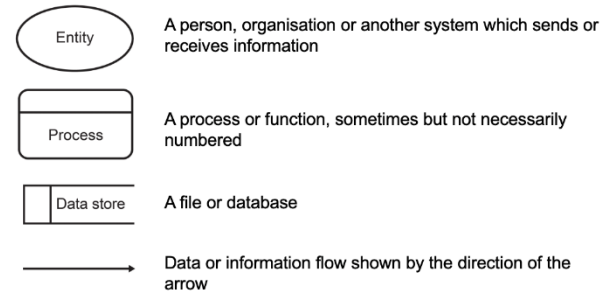 Entity
A person, organisation or another system which sends or
receives information
Process
A process or function, sometimes but not necessarily
numbered
Data store
A file or database
Data or information flow shown by the direction of the
arrow